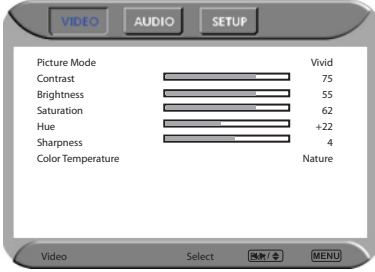 VIDEO AUDIO SETUP
Picture Mode Vivid
Contrast 75
Brightness 55
Saturation 62
Hue +22
Sharpness 4
Color Temperature Nature
Video Select / MENU